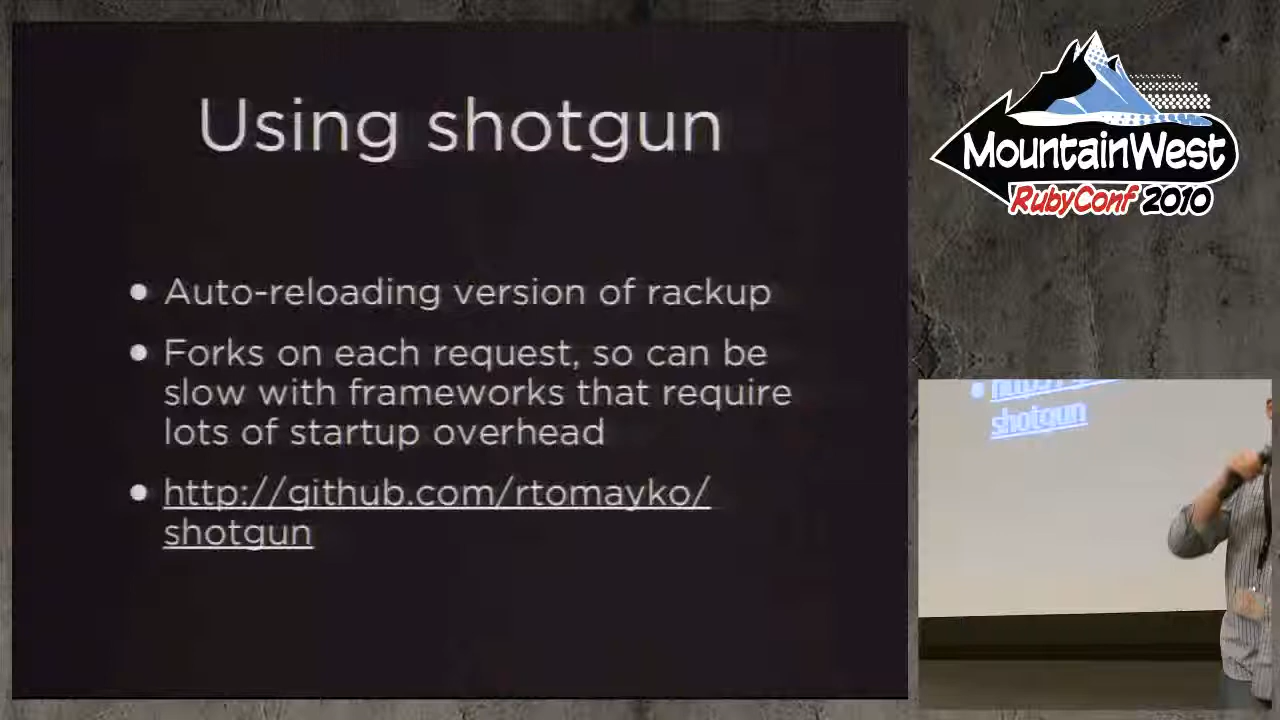 Using shotgun
Auto-reloading version of rackup
Forks on each request, so can be
slow with frameworks that require
lots of startup overhead
http://github.com/rtomayko/
shotgun
MountainWest
RubyConf 2010
shotgun